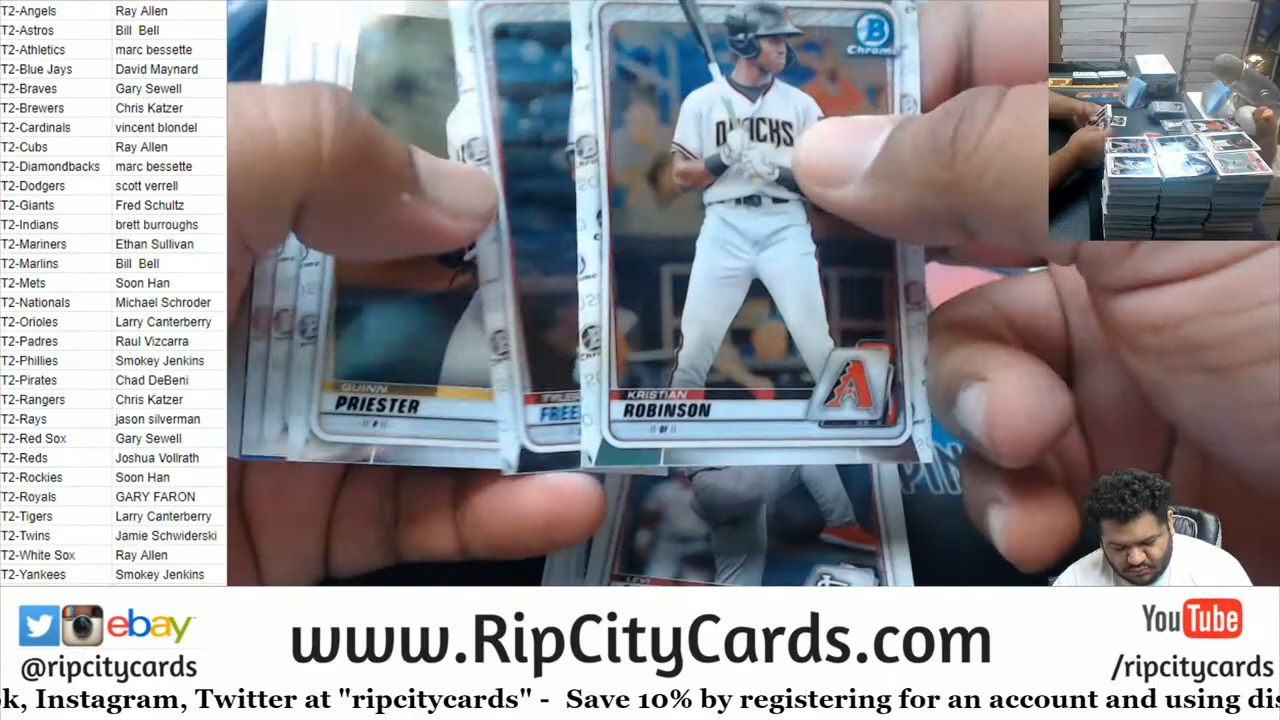 T2-Angels Ray Allen
T2-Astros Bill Bell
T2-Athletics marc bessette
T2-Blue Jays David Maynard
T2-Braves Gary Sewell
T2-Brewers Chris Katzer
T2-Cardinals vincent blondel
T2-Cubs Ray Allen
T2-Diamondbacks marc bessette
T2-Dodgers scott verrell
T2-Giants Fred Schultz
T2-Indians brett burroughs
T2-Mariners Ethan Sullivan
T2-Marlins Bill Bell
T2-Mets Soon Han
T2-Nationals Michael Schroder
T2-Orioles Larry Canterberry
T2-Padres Raul Vizcarra
T2-Phillies Smokey Jenkins
T2-Pirates Chad DeBeni
T2-Rangers Chris Katzer
T2-Rays jason silverman
T2-Red Sox Gary Sewell
T2-Reds Joshua Vollrath
T2-Rockies Soon Han
T2-Royals GARY FARON
T2-Tigers Larry Canterberry
T2-Twins Jamie Schwiderski
T2-White Sox Ray Allen
T2-Yankees Smokey Jenkins
B
Chrome
QUINN
PRIESTER
FREE
KRISTIAN
ROBINSON
OF
A
LEVI
ebay
@ripcitycards
www.RipCityCards.com
YouTube
/ripcitycards
ok, Instagram, Twitter at "ripcitycards" - Save 10% by registering for an account and using dis